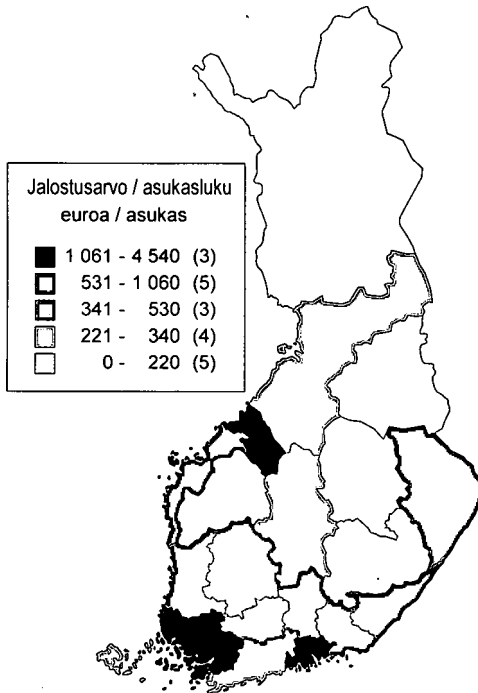 Jalostusarvo / asukasluku
euroa / asukas
1 061 - 4 540 (3)
531 - 1 060 (5)
341 - 530 (3)
221 - 340 (4)
0 - 220 (5)